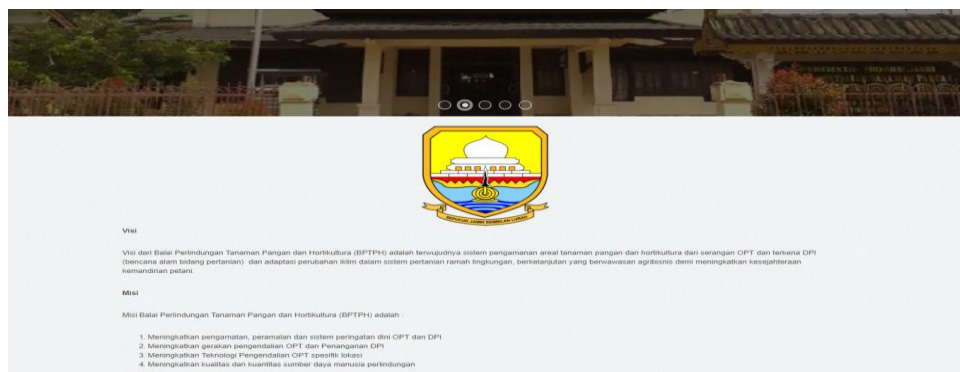 SEPUCUK JAMBI SEMBILAN LURAH
Visi
Visi dari Balai Perlindungan Tanaman Pangan dan Hortikultura (BPTPH) adalah terwujudnya sistem pengamanan areal tanaman pangan dan hortikultura dari serangan OPT dan terkena DPI
(bencana alam bidang pertanian) dan adaptasi perubahan iklim dalam sistem pertanian ramah lingkungan, berkelanjutan yang berwawasan agribisnis demi meningkatkan kesejahteraan
kemandirian petani.
Misi
Misi Balai Perlindungan Tanaman Pangan dan Hortikultura (BPTPH) adalah :
1. Meningkatkan pengamatan, peramalan dan sistem peringatan dini OPT dan DPI
2. Meningkatkan gerakan pengendalian OPT dan Penanganan DPI
3. Meningkatkan Teknologi Pengendalian OPT spesifik lokasi
4. Meningkatkan kualitas dan kuantitas sumber daya manusia perlindungan